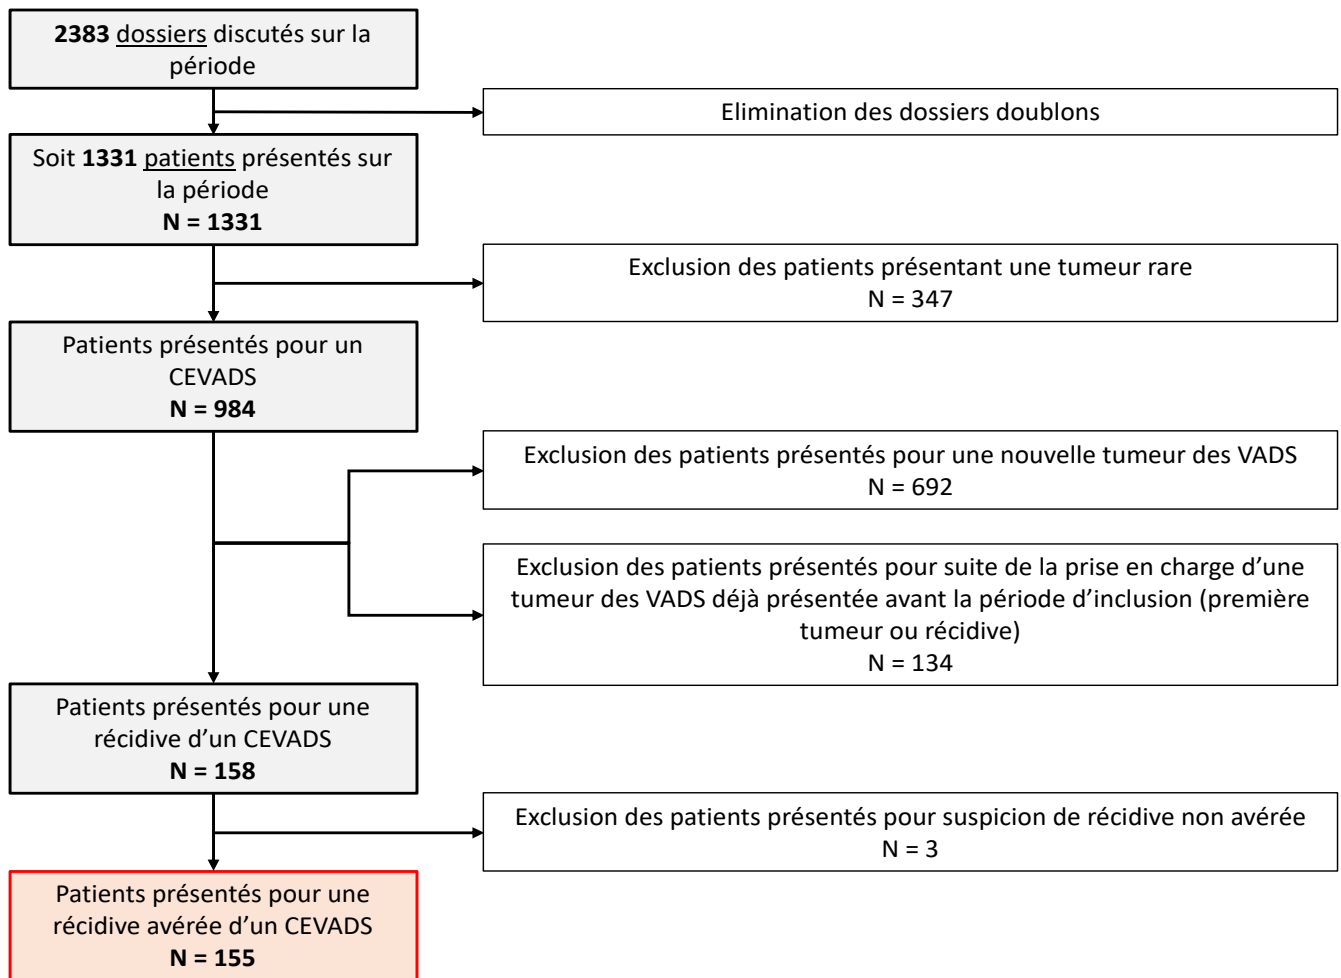 2383 dossiers discutés sur la
période
Elimination des dossiers doublons
Soit 1331 patients présentés sur
la période
N = 1331
Exclusion des patients présentant une tumeur rare
N = 347
Patients présentés pour un
CEVADS
N = 984
Exclusion des patients présentés pour une nouvelle tumeur des VADS
N = 692
Exclusion des patients présentés pour suite de la prise en charge d’une
tumeur des VADS déjà présentée avant la période d’inclusion (première
tumeur ou récidive)
N = 134
Patients présentés pour une
récidive d’un CEVADS
N = 158
Exclusion des patients présentés pour suspicion de récidive non avérée
N = 3
Patients présentés pour une
récidive avérée d’un CEVADS
N = 155